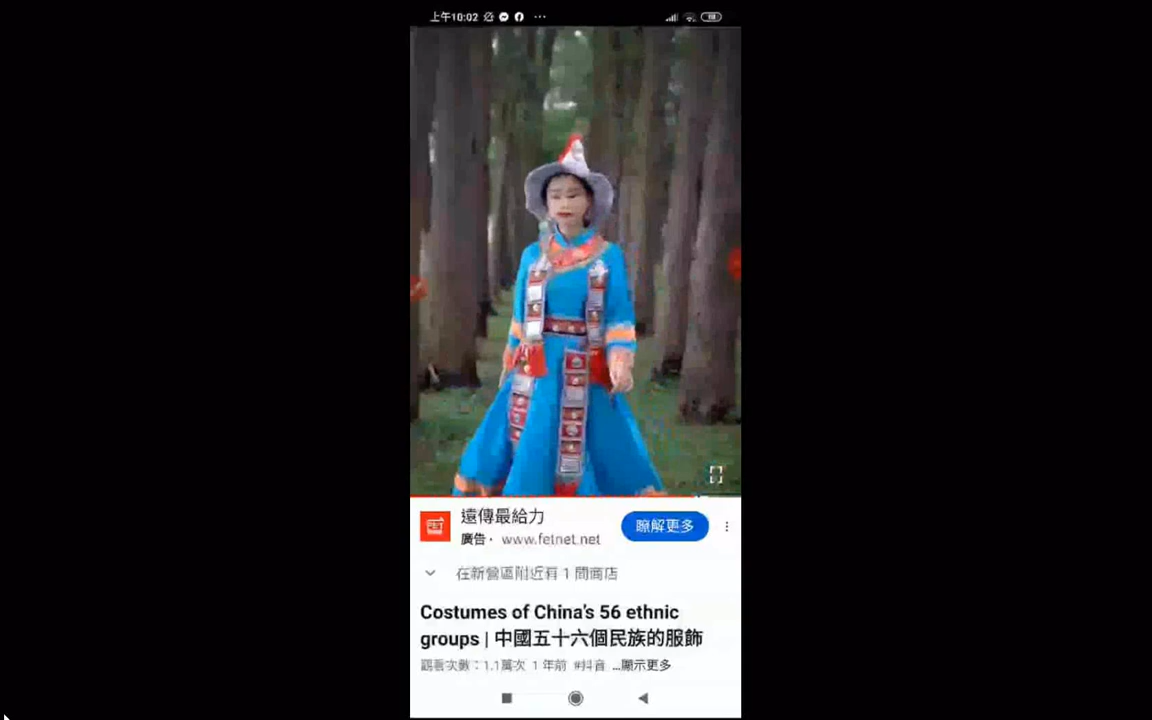 上午10:02
遠傳最給力
廣告· www.fetnet.net
瞭解更多
在新營區附近有 1 間商店
Costumes of China's 56 ethnic
groups | 中國五十六個民族的服飾
觀看次數：1.1萬次 1 年前 #抖音 ...顯示更多